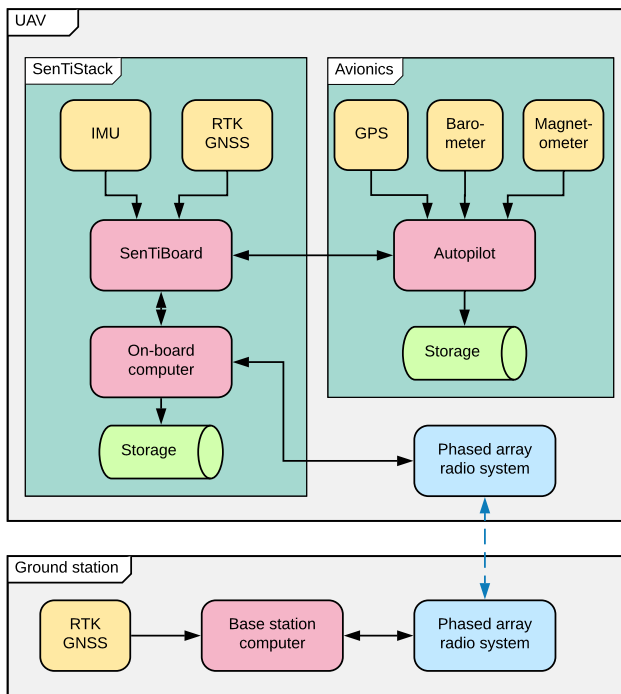 UAV
SenTiStack
IMU
RTK
GNSS
SenTiBoard
On-board
computer
Storage
Avionics
GPS
Baro-
meter
Magnet-
ometer
Autopilot
Storage
Phased array
radio system
Ground station
RTK
GNSS
Base station
computer
Phased array
radio system